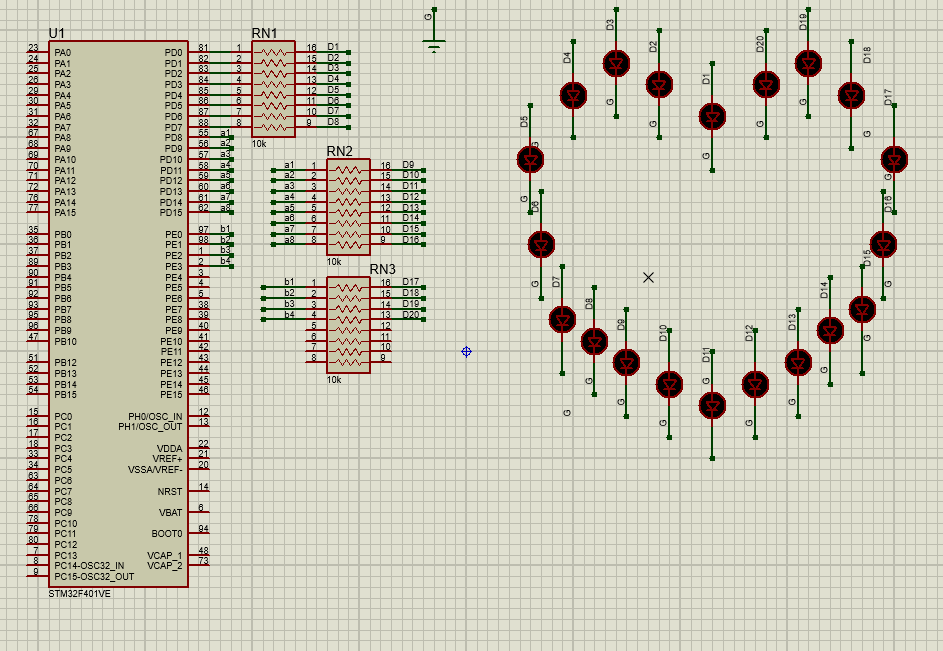 U1
23 PA0 PD0 81
24 PA1 PD1 82
25 PA2 PD2 83
26 PA3 PD3 84
29 PA4 PD4 85
30 PA5 PD5 86
31 PA6 PD6 87
32 PA7 PD7 88
67 PA8 PD8 55 a1
68 PA9 PD9 56 a2
69 PA10 PD10 57 a3
70 PA11 PD11 58 a4
71 PA12 PD12 59 a5
72 PA13 PD13 60 a6
76 PA14 PD14 61 a7
77 PA15 PD15 62 a8
35 PB0 PE0 97 b1
36 PB1 PE1 98 b2
37 PB2 PE2 1 b3
89 PB3 PE3 2 b4
90 PB4 PE4 3
91 PB5 PE5 4
92 PB6 PE6 5
93 PB7 PE7 38
95 PB8 PE8 39
96 PB9 PE9 40
47 PB10 PE10 41
PE11 42
51 PB12 PE12 43
52 PB13 PE13 44
53 PB14 PE14 45
54 PB15 PE15 46
15 PC0 PH0/OSC_IN 12
16 PC1 PH1/OSC_OUT 13
17 PC2
18 PC3 VDDA 22
33 PC4 VREF+ 21
34 PC5 VSSA/VREF- 20
63 PC6
64 PC7 NRST 14
65 PC8
66 PC9 VBAT 6
78 PC10
79 PC11 BOOT0 94
80 PC12
7 PC13 VCAP_1 48
8 PC14-OSC32_IN VCAP_2 73
9 PC15-OSC32_OUT
STM32F401VE
RN1
1 16 D1
2 15 D2
3 14 D3
4 13 D4
5 12 D5
6 11 D6
7 10 D7
8 9 D8
10k
RN2
a1 1 16 D9
a2 2 15 D10
a3 3 14 D11
a4 4 13 D12
a5 5 12 D13
a6 6 11 D14
a7 7 10 D15
a8 8 9 D16
10k
RN3
b1 1 16 D17
b2 2 15 D18
b3 3 14 D19
b4 4 13 D20
5 12
6 11
7 10
8 9
10k
G
D1
G
D2
G
D3
G
D4
G
D5
G
D6
G
D7
G
D8
G
D9
G
D10
G
D11
G
D12
G
D13
G
D14
G
D15
G
D16
G
D17
G
D18
G
D19
G
D20
G